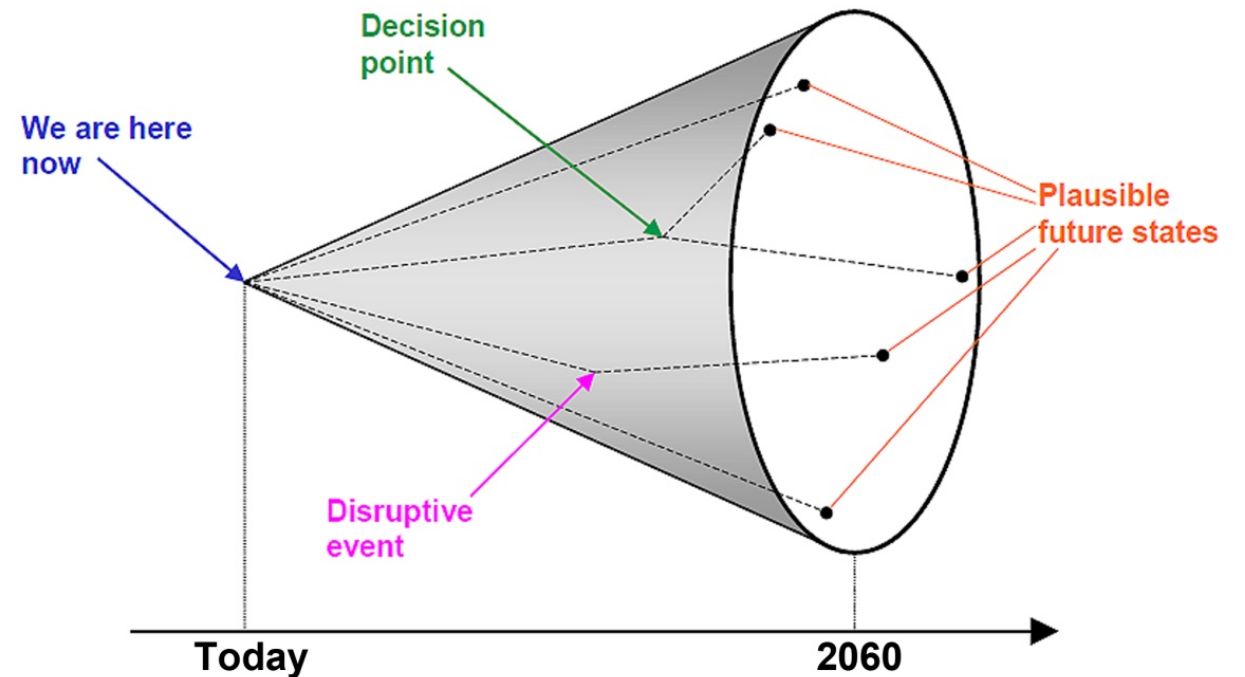 Decision
point
We are here
now
Plausible
future states
Disruptive
event
Today
2060